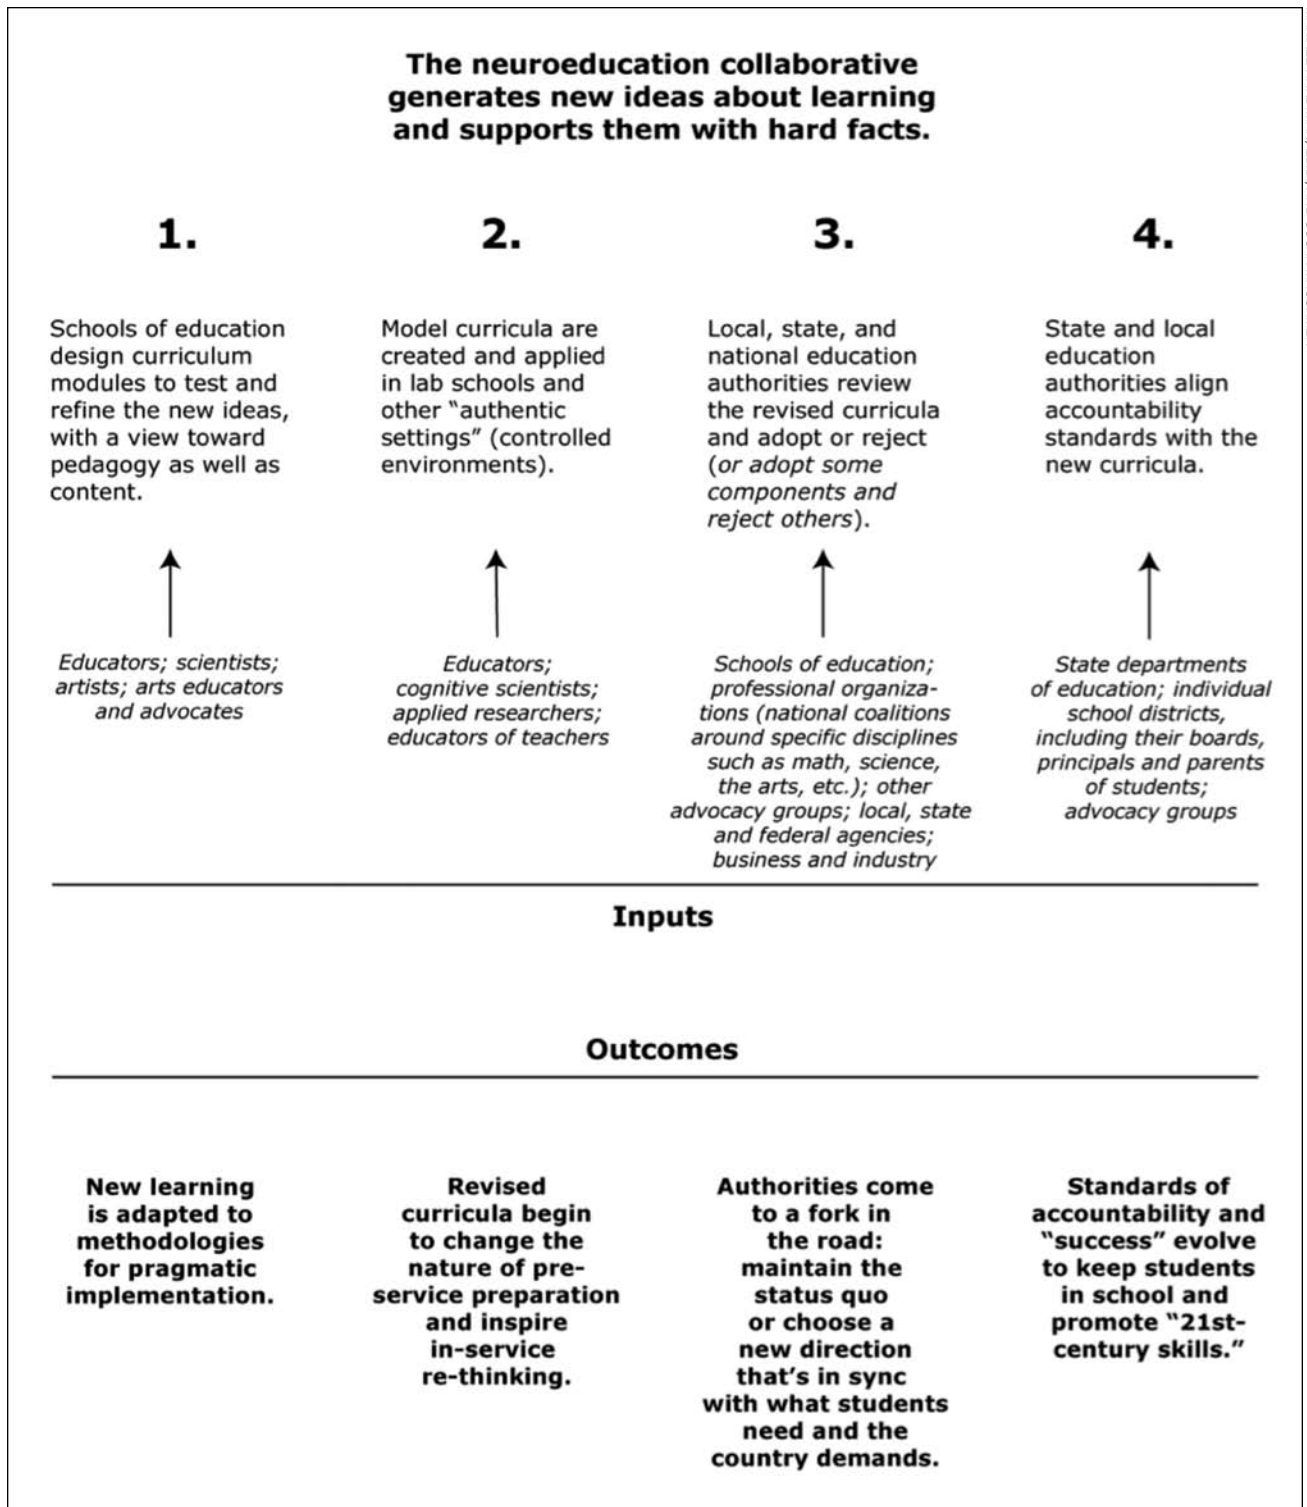 The neuroeducation collaborative
generates new ideas about learning
and supports them with hard facts.
1.
Schools of education
design curriculum
modules to test and
refine the new ideas,
with a view toward
pedagogy as well as
content.
Educators; scientists;
artists; arts educators
and advocates
2.
Model curricula are
created and applied
in lab schools and
other “authentic
settings” (controlled
environments).
Educators;
cognitive scientists;
applied researchers;
educators of teachers
3.
Local, state, and
national education
authorities review
the revised curricula
and adopt or reject
(or adopt some
components and
reject others).
Schools of education;
professional organiza-
tions (national coalitions
around specific disciplines
such as math, science,
the arts, etc.); other
advocacy groups; local, state
and federal agencies;
business and industry
4.
State and local
education
authorities align
accountability
standards with the
new curricula.
State departments
of education; individual
school districts,
including their boards,
principals and parents
of students;
advocacy groups
Inputs
Outcomes
New learning
is adapted to
methodologies
for pragmatic
implementation.
Revised
curricula begin
to change the
nature of pre-
service preparation
and inspire
in-service
re-thinking.
Authorities come
to a fork in
the road:
maintain the
status quo
or choose a
new direction
that’s in sync
with what students
need and the
country demands.
Standards of
accountability and
“success” evolve
to keep students
in school and
promote “21st-
century skills.”